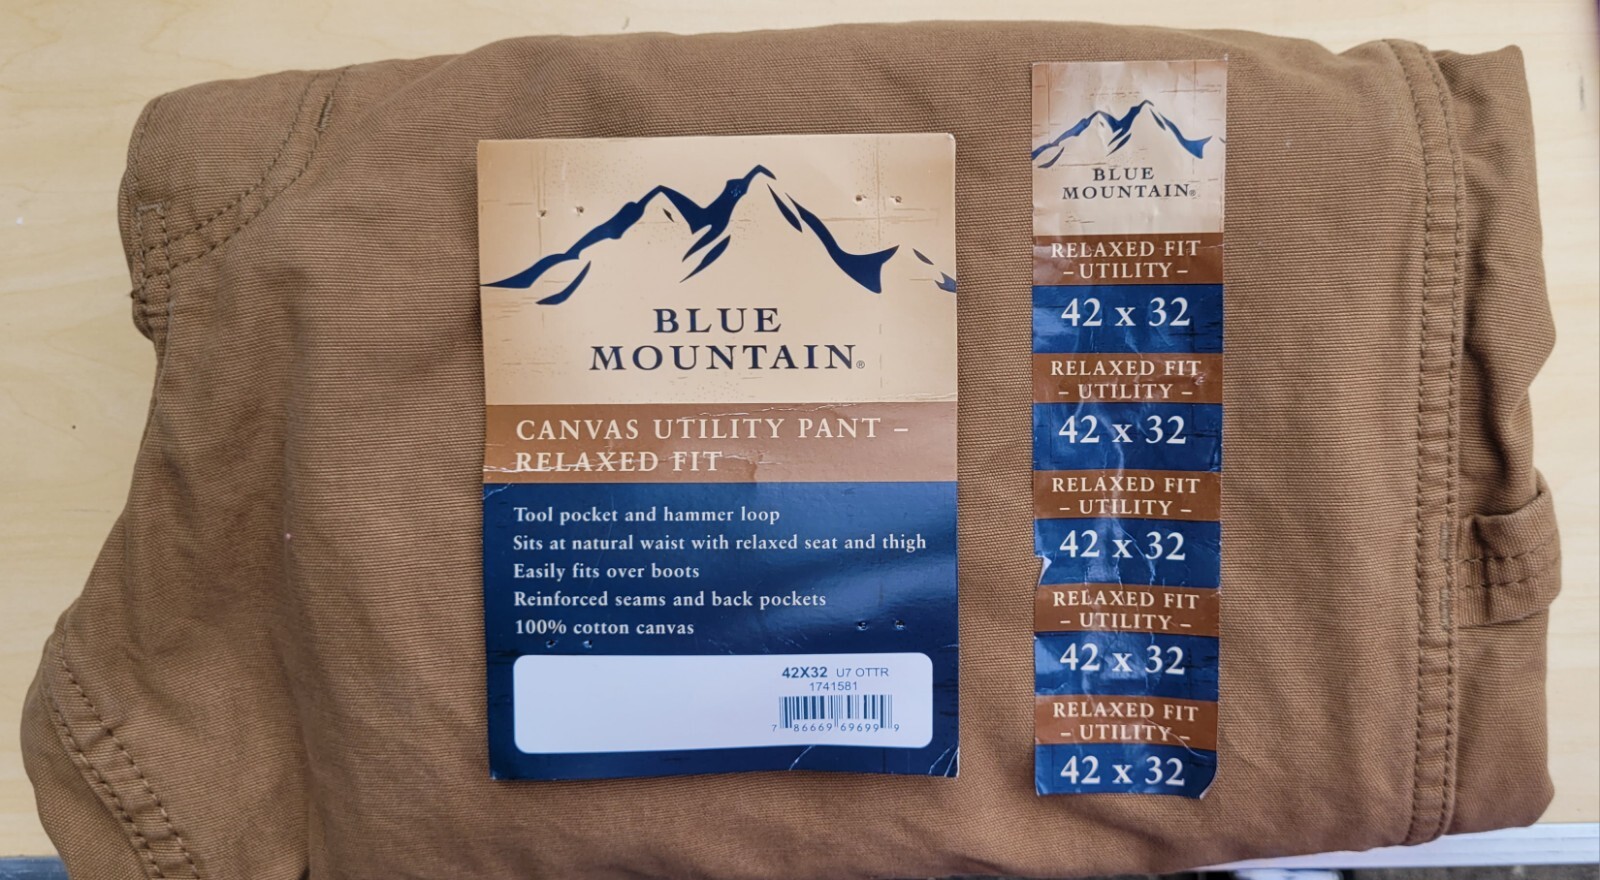 BLUE
MOUNTAIN®
CANVAS UTILITY PANT –
RELAXED FIT
Tool pocket and hammer loop
Sits at natural waist with relaxed seat and thigh
Easily fits over boots
Reinforced seams and back pockets
100% cotton canvas
42X32 U7 OTTR
1741581
7 86669 69699 9
BLUE
MOUNTAIN®
RELAXED FIT
– UTILITY –
42 x 32
RELAXED FIT
– UTILITY –
42 x 32
RELAXED FIT
– UTILITY –
42 x 32
RELAXED FIT
– UTILITY –
42 x 32
RELAXED FIT
– UTILITY –
42 x 32